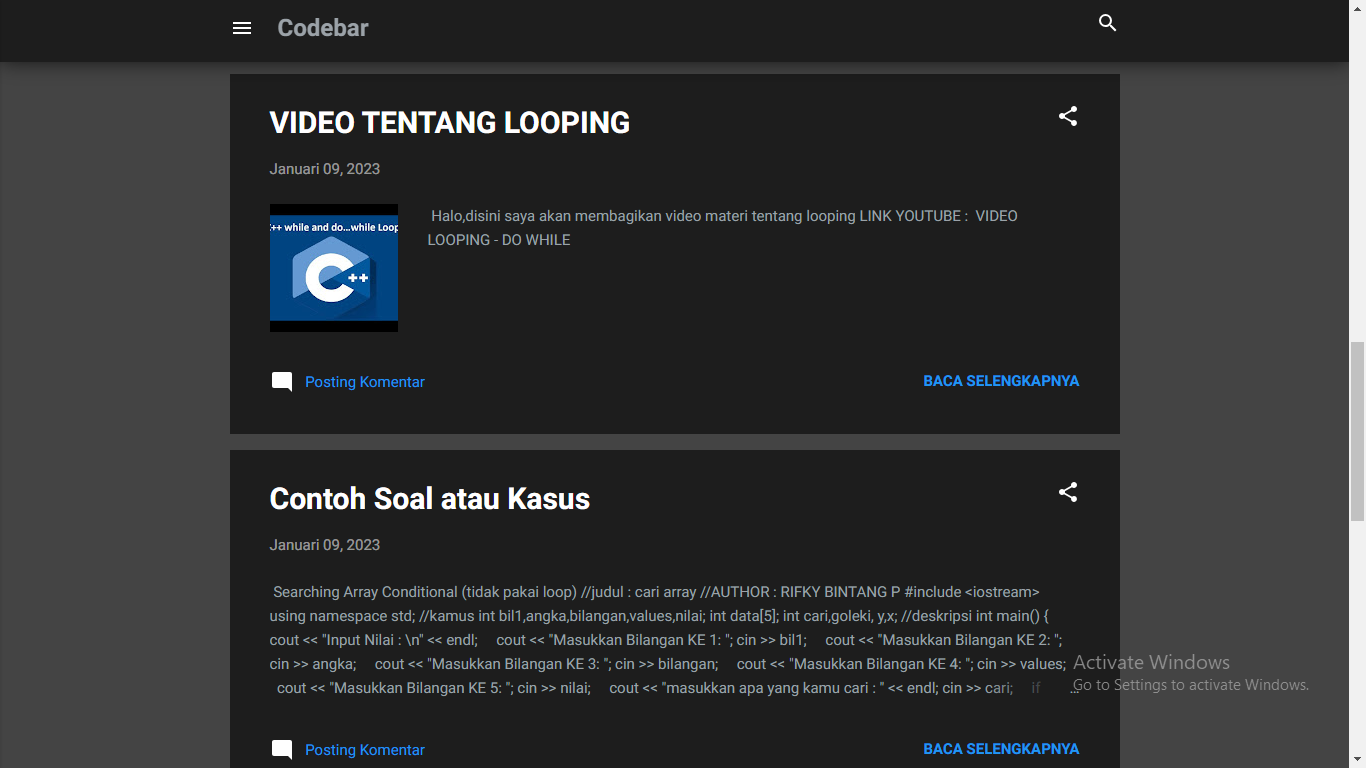 Codebar
VIDEO TENTANG LOOPING
Januari 09, 2023
C++ while and do...while Loop
Halo,disini saya akan membagikan video materi tentang looping LINK YOUTUBE :  VIDEO
LOOPING - DO WHILE
Posting Komentar
BACA SELENGKAPNYA
Contoh Soal atau Kasus
Januari 09, 2023
Searching Array Conditional (tidak pakai loop) //judul : cari array //AUTHOR : RIFKY BINTANG P #include <iostream>
using namespace std; //kamus int bil1,angka,bilangan,values,nilai; int data[5]; int cari,goleki, y,x; //deskripsi int main() {
cout << "Input Nilai : \n" << endl;     cout << "Masukkan Bilangan KE 1: "; cin >> bil1;     cout << "Masukkan Bilangan KE 2: ";
cin >> angka;     cout << "Masukkan Bilangan KE 3: "; cin >> bilangan;     cout << "Masukkan Bilangan KE 4: "; cin >> values;
cout << "Masukkan Bilangan KE 5: "; cin >> nilai;     cout << "masukkan apa yang kamu cari : " << endl; cin >> cari;     if ...
Activate Windows
Go to Settings to activate Windows.
Posting Komentar
BACA SELENGKAPNYA